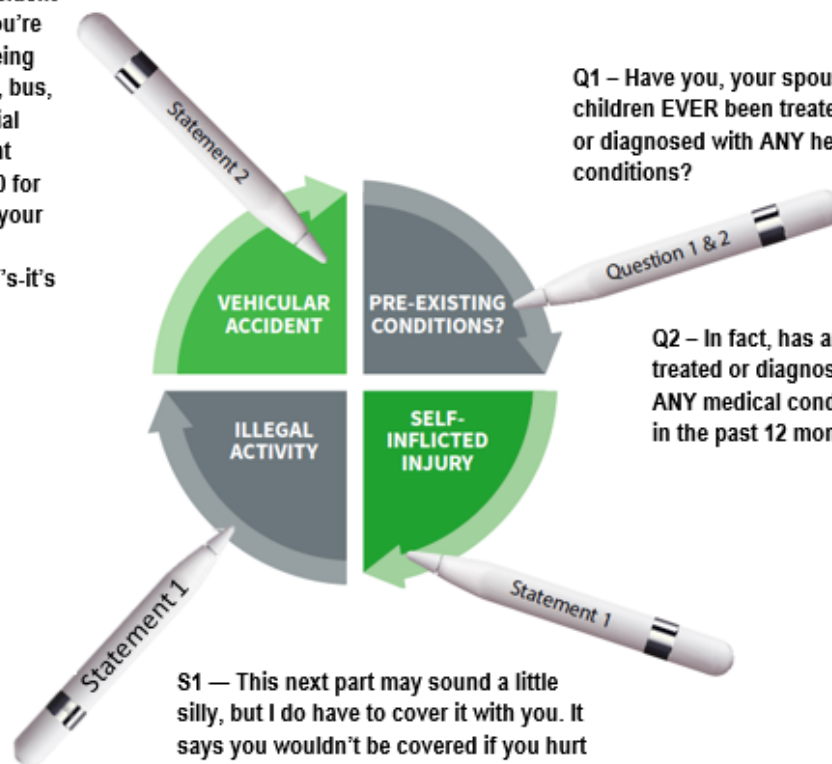 ou're
eing
, bus,
ial
nt
0 for
your
's-it's
Statement 2
Q1 – Have you, your spou
children EVER been treate
or diagnosed with ANY he
conditions?
Question 1 & 2
VEHICULAR
ACCIDENT
PRE-EXISTING
CONDITIONS?
Q2 – In fact, has a
treated or diagnos
ANY medical cond
in the past 12 mon
ILLEGAL
ACTIVITY
SELF-
INFLICTED
INJURY
Statement 1
Statement 1
S1 — This next part may sound a little
silly, but I do have to cover it with you. It
says you wouldn't be covered if you hurt